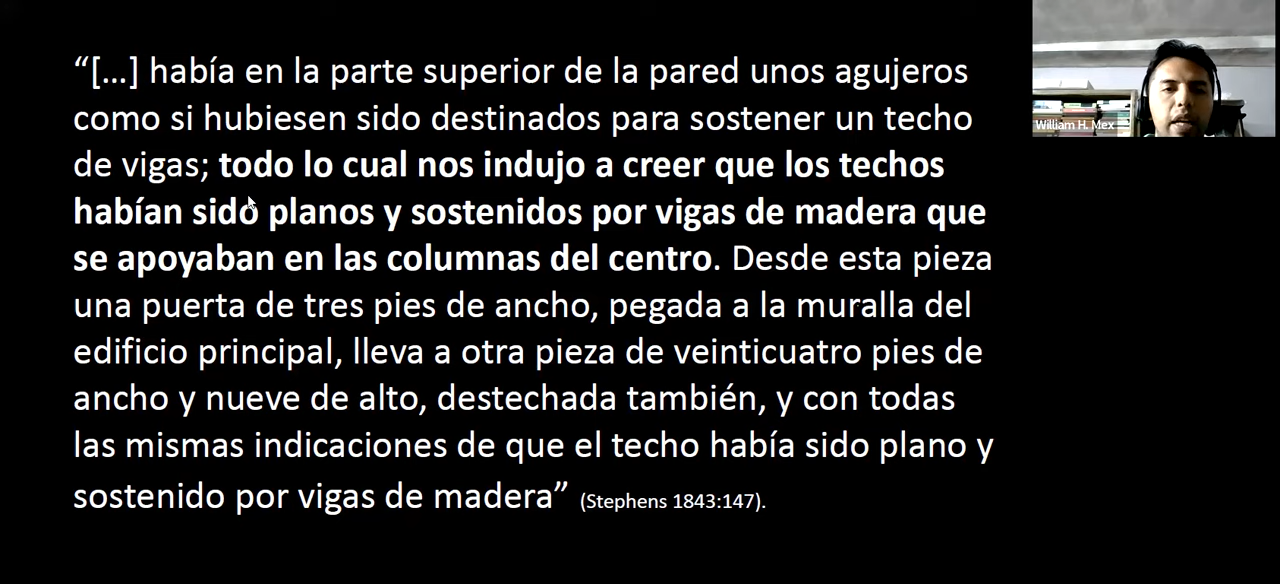 “[...] había en la parte superior de la pared unos agujeros
como si hubiesen sido destinados para sostener un techo
de vigas; todo lo cual nos indujo a creer que los techos
habían sido planos y sostenidos por vigas de madera que
se apoyaban en las columnas del centro. Desde esta pieza
una puerta de tres pies de ancho, pegada a la muralla del
edificio principal, lleva a otra pieza de veinticuatro pies de
ancho y nueve de alto, destechada también, y con todas
las mismas indicaciones de que el techo había sido plano y
sostenido por vigas de madera” (Stephens 1843:147).
William H. Mex